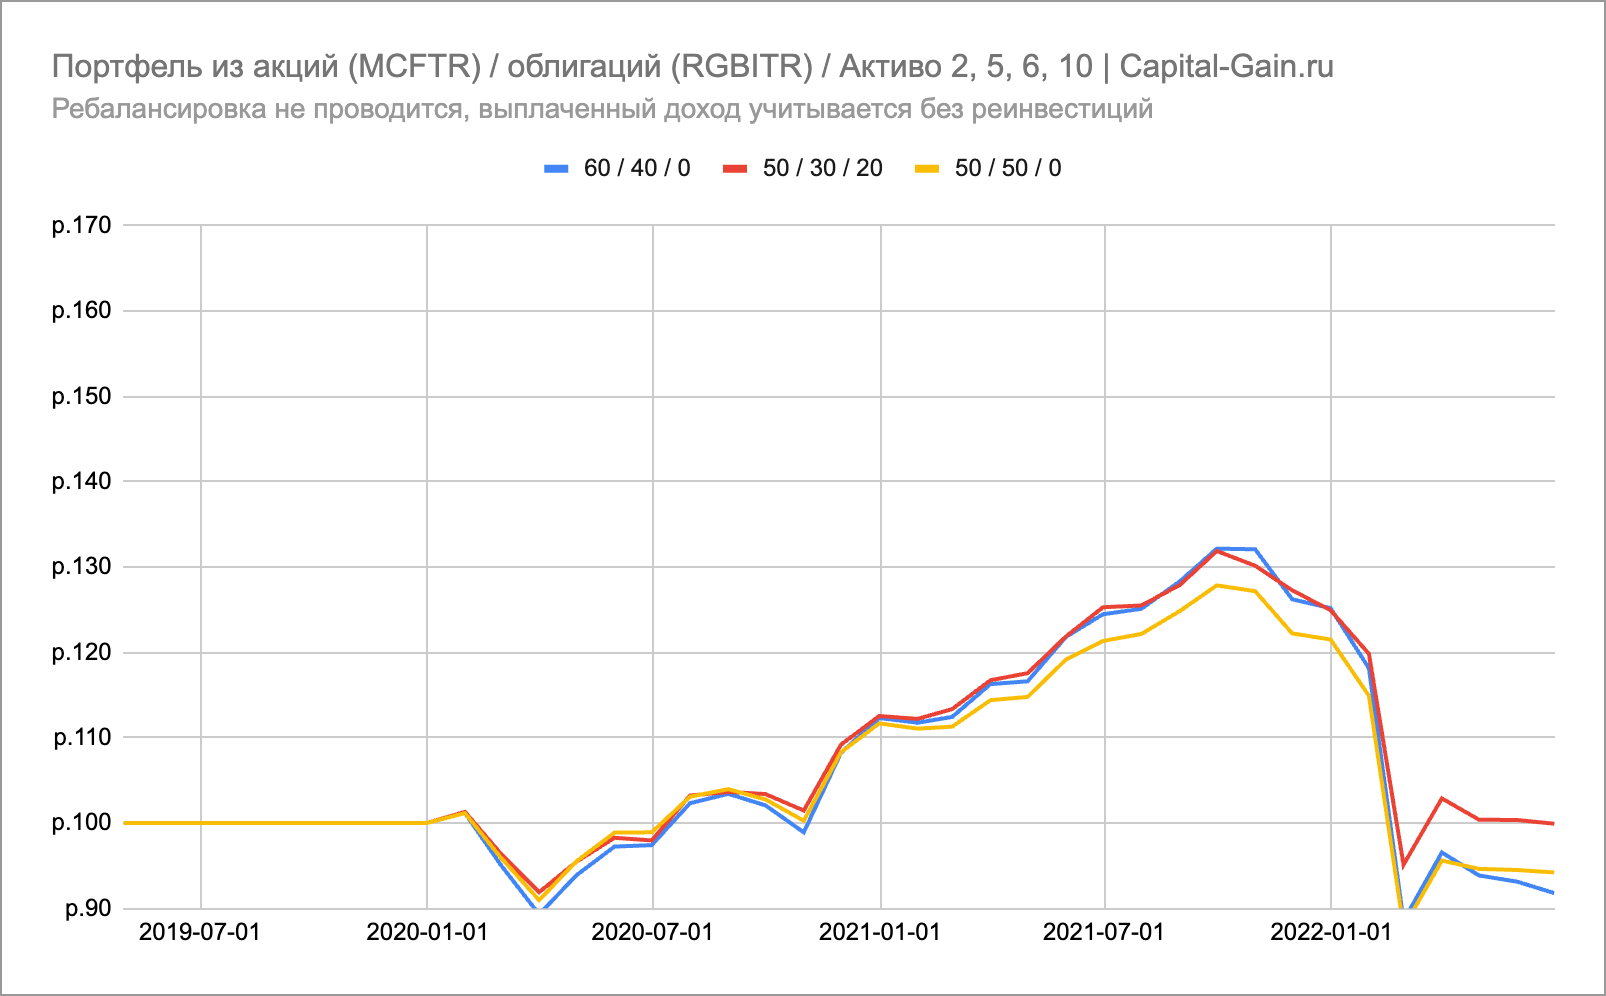 Портфель из акций (MCFTR) / облигаций (RGBITR) / Активо 2, 5, 6, 10 | Capital-Gain.ru
Ребалансировка не проводится, выплаченный доход учитывается без реинвестиций
60 / 40 / 0
50 / 30 / 20
50 / 50 / 0
р.170
р.160
р.150
р.140
р.130
р.120
р.110
р.100
р.90
2019-07-01
2020-01-01
2020-07-01
2021-01-01
2021-07-01
2022-01-01